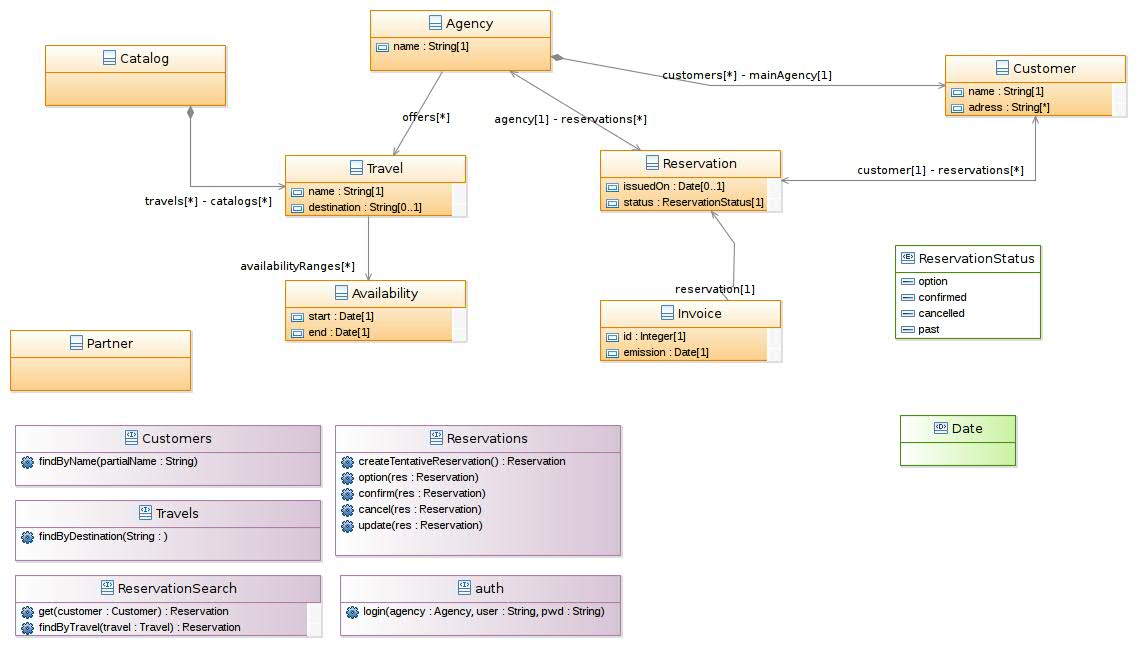 Agency
name : String[1]
Catalog
Customer
name : String[1]
adress : String[*]
customers[*] - mainAgency[1]
offers[*]
agency[1] - reservations[*]
Travel
name : String[1]
destination : String[0..1]
Reservation
issuedOn : Date[0..1]
status : ReservationStatus[1]
customer[1] - reservations[*]
travels[*] - catalogs[*]
availabilityRanges[*]
ReservationStatus
option
confirmed
cancelled
past
Availability
start : Date[1]
end : Date[1]
reservation[1]
Invoice
id : Integer[1]
emission : Date[1]
Partner
Customers
findByName(partialName : String)
Reservations
createTentativeReservation() : Reservation
option(res : Reservation)
confirm(res : Reservation)
cancel(res : Reservation)
update(res : Reservation)
Date
Travels
findByDestination(String : )
ReservationSearch
get(customer : Customer) : Reservation
findByTravel(travel : Travel) : Reservation
auth
login(agency : Agency, user : String, pwd : String)